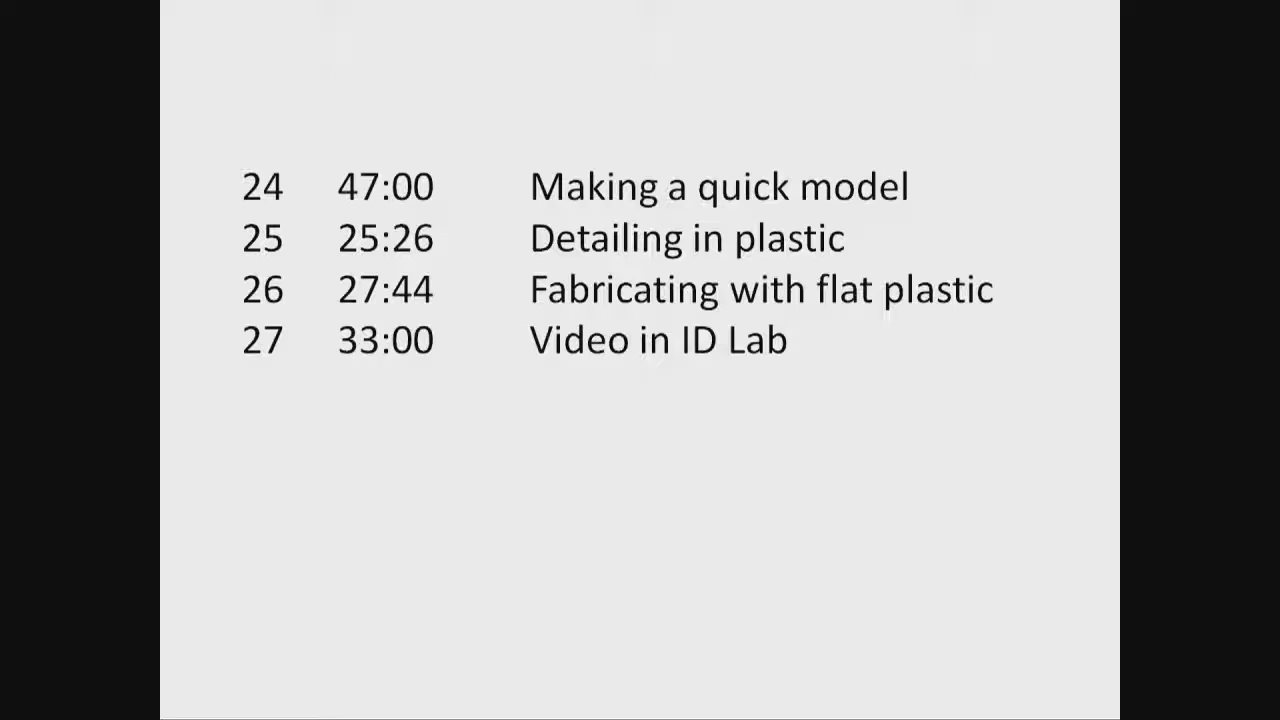 24 47:00 Making a quick model
25 25:26 Detailing in plastic
26 27:44 Fabricating with flat plastic
27 33:00 Video in ID Lab